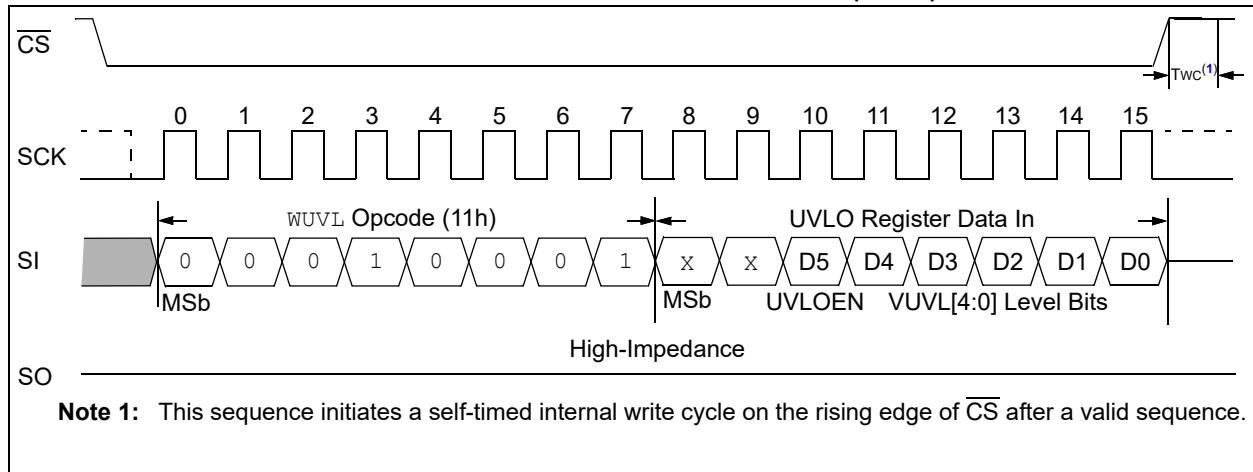 CS
Twc(1)
0 1 2 3 4 5 6 7 8 9 10 11 12 13 14 15
SCK
WUVL Opcode (11h) UVLO Register Data In
SI 0 0 0 1 0 0 0 1 X X D5 D4 D3 D2 D1 D0
MSb MSb UVLOEN VUVL[4:0] Level Bits
High-Impedance
SO
Note 1: This sequence initiates a self-timed internal write cycle on the rising edge of CS after a valid sequence.